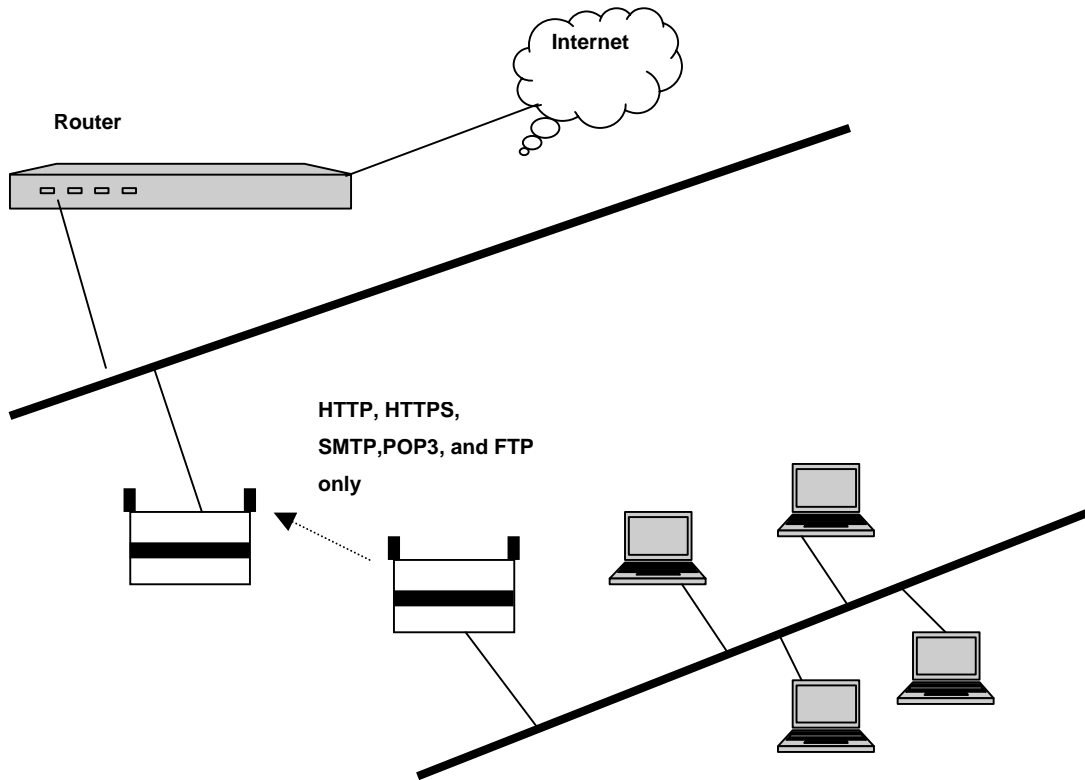 Internet
Router
HTTP, HTTPS,
SMTP,POP3, and FTP
only